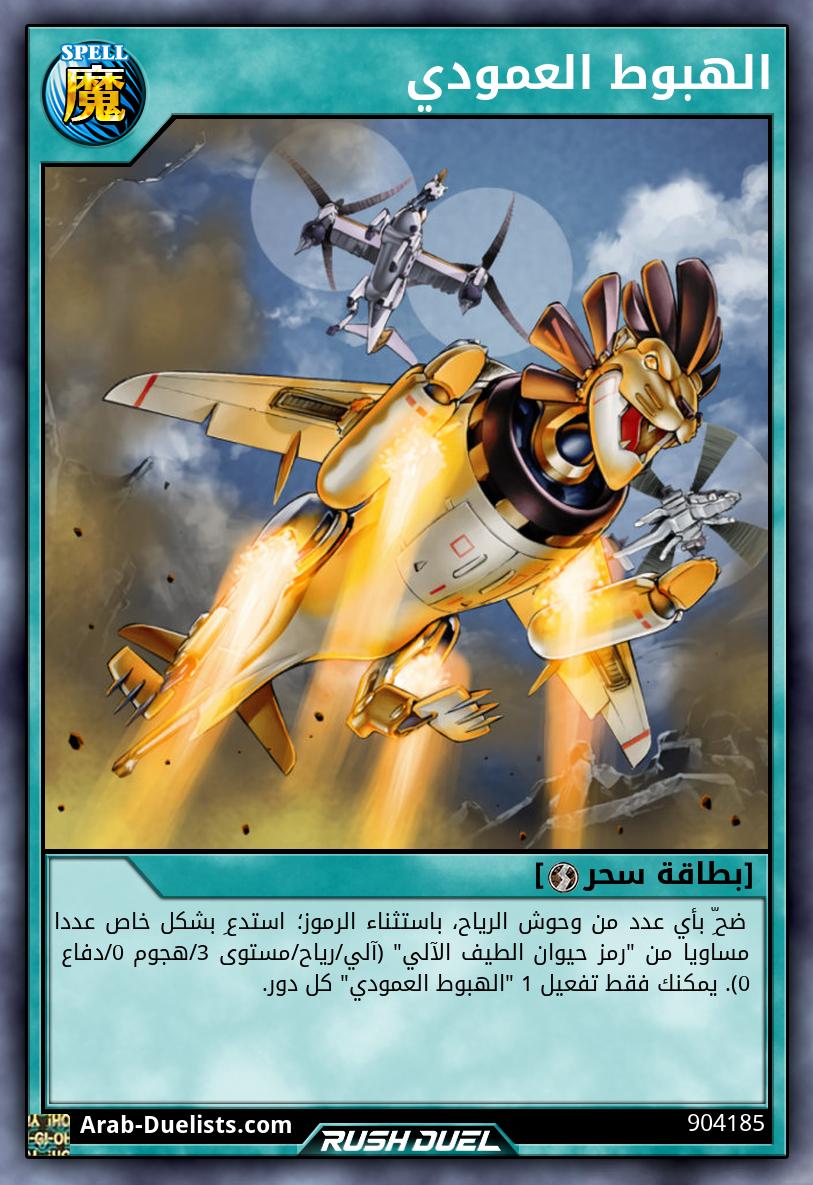 SPELL
魔
الهبوط العمودي
[بطاقة سحر]
ضحِّ بأي عدد من وحوش الرياح، باستثناء الرموز؛ استدعِ بشكل خاص عددا
مساويا من "رمز حيوان الطيف الآلي" (آلي/رياح/مستوى 3/هجوم 0/دفاع
0). يمكنك فقط تفعيل 1 "الهبوط العمودي" كل دور.
Arab-Duelists.com
RUSH DUEL
904185